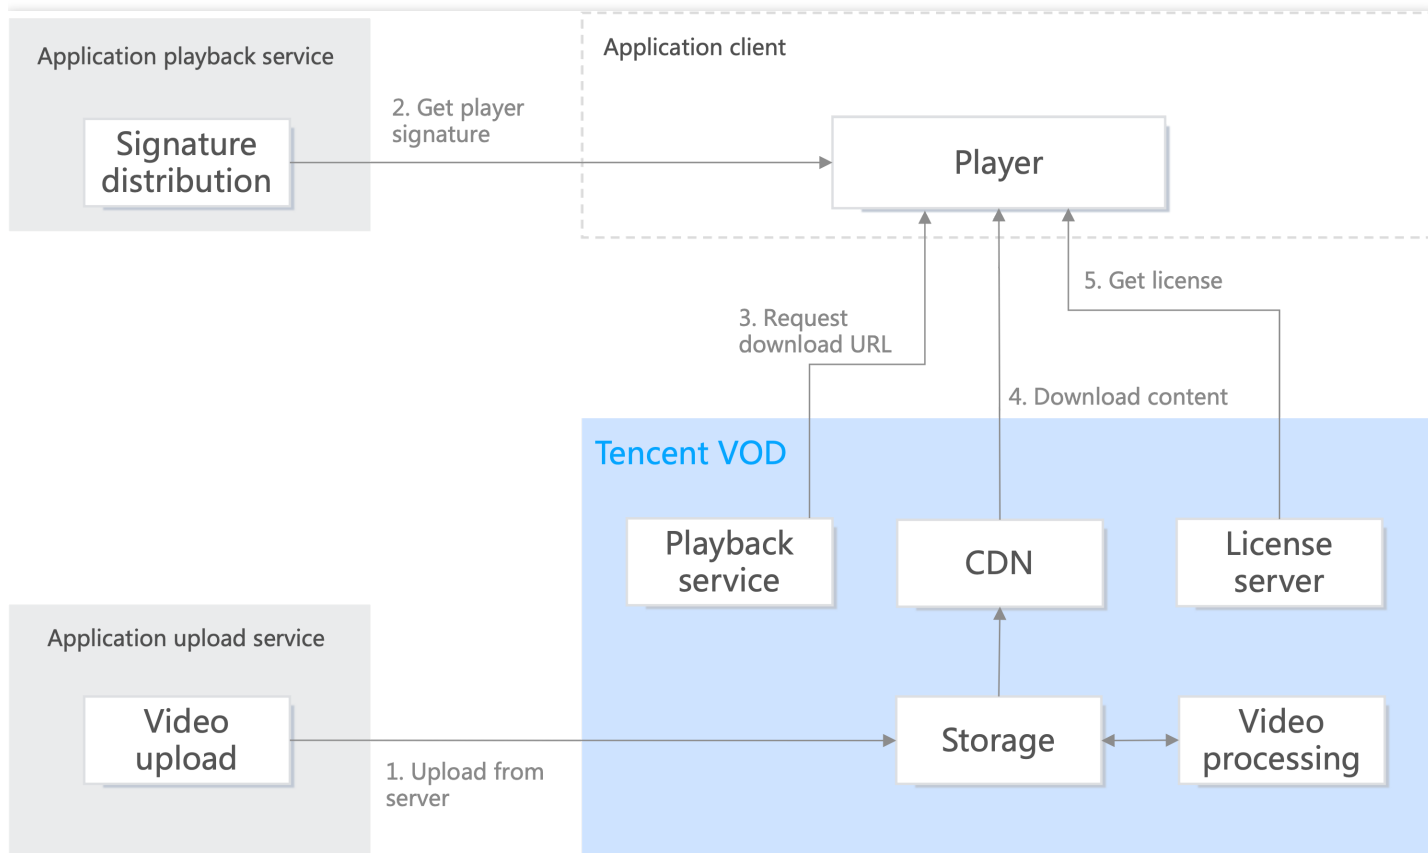 Application playback service
Application client
2. Get player
signature
Signature
distribution
Player
5. Get license
3. Request
download URL
4. Download content
Tencent VOD
Playback
service
CDN
License
server
Application upload service
Video
upload
Storage
Video
processing
1. Upload from
server